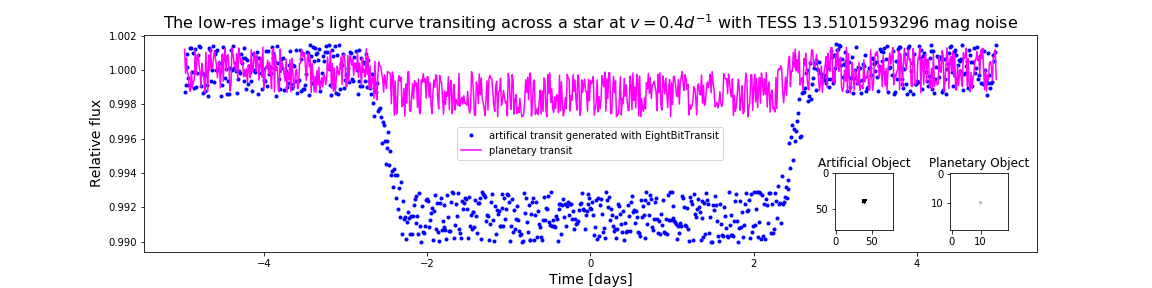 The low-res image's light curve transiting across a star at v = 0.4d⁻¹ with TESS 13.5101593296 mag noise
Relative flux
1.002
1.000
0.998
0.996
0.994
0.992
0.990
artifical transit generated with EightBitTransit
planetary transit
Artificial Object
0
50
0 50
Planetary Object
0
10
0 10
−4 −2 0 2 4
Time [days]